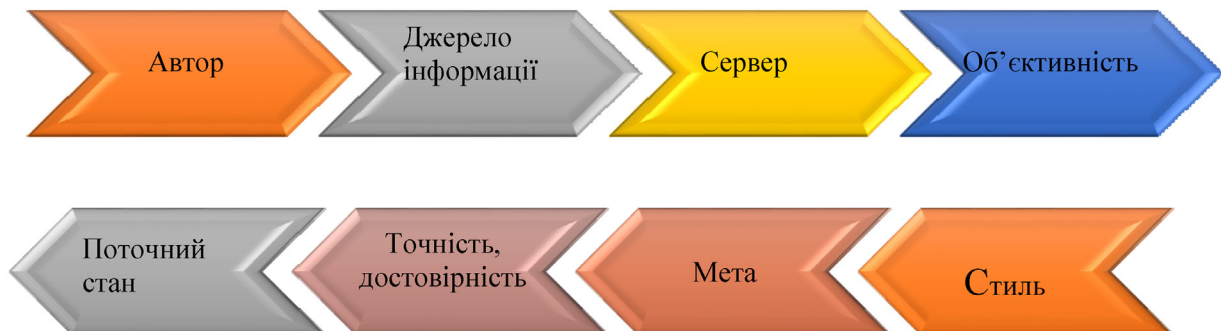 Автор
Джерело
інформації
Сервер
Об’єктивність
Поточний
стан
Точність,
достовірність
Мета
Стиль